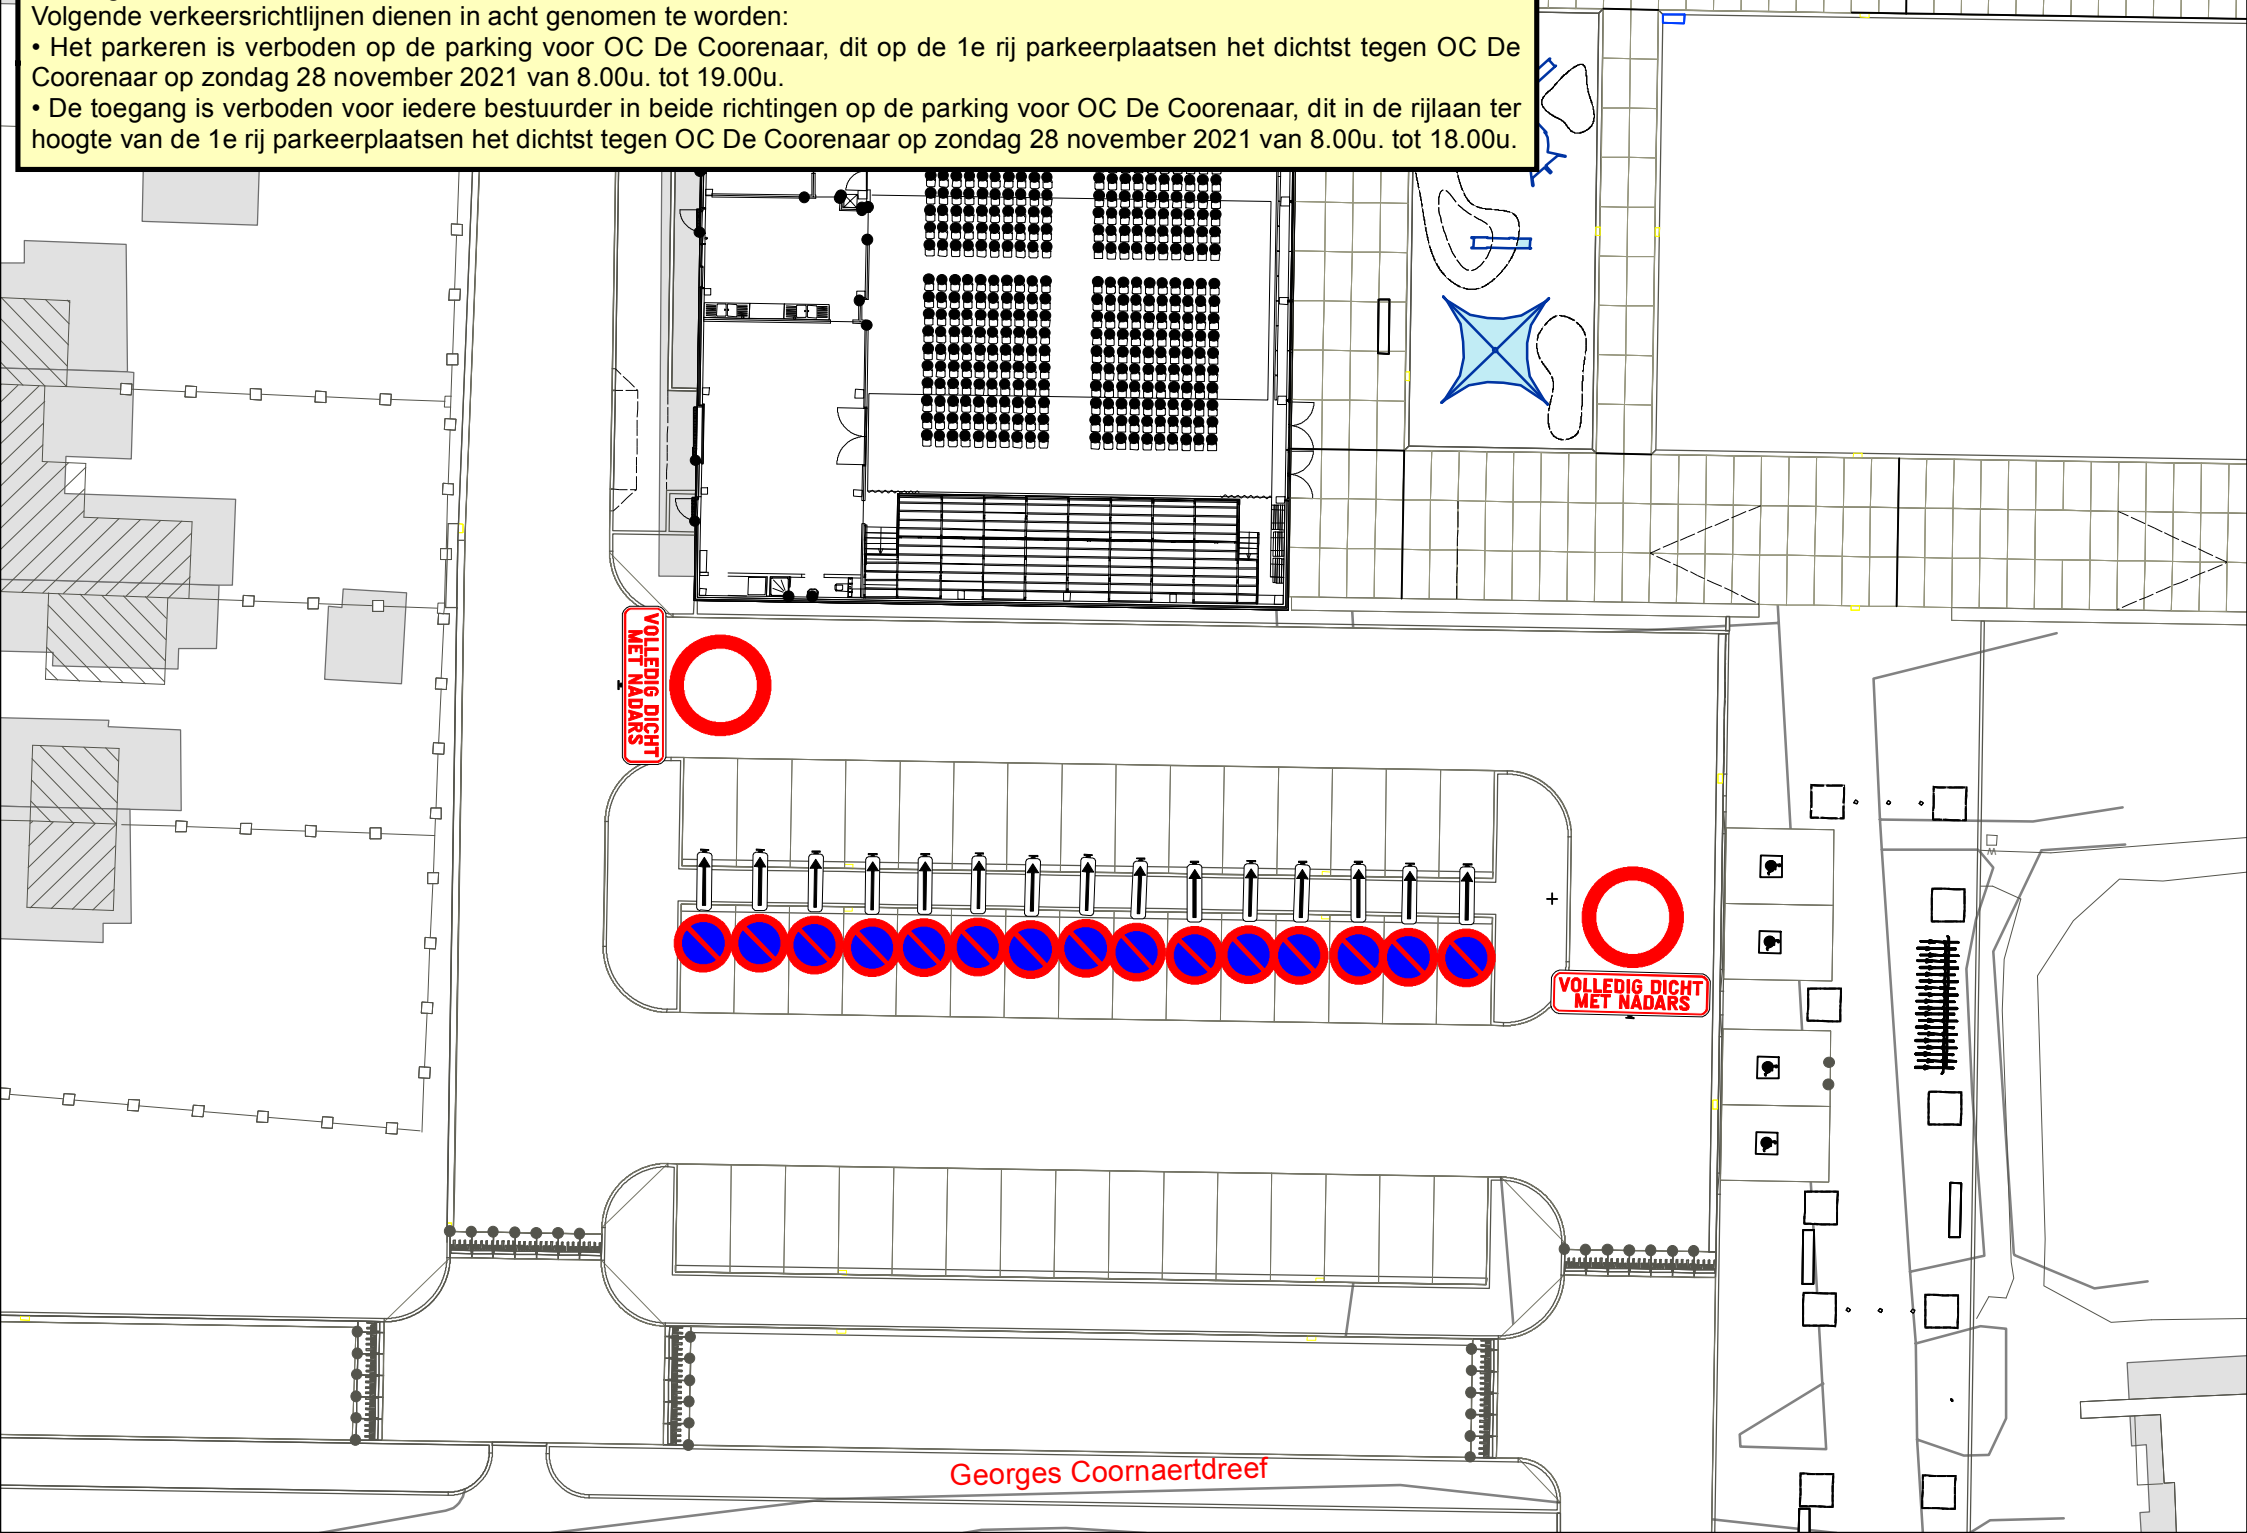 Volgende verkeersrichtlijnen dienen in acht genomen te worden:
• Het parkeren is verboden op de parking voor OC De Coorenaar, dit op de 1e rij parkeerplaatsen het dichtst tegen OC De
Coorenaar op zondag 28 november 2021 van 8.00u. tot 19.00u.
• De toegang is verboden voor iedere bestuurder in beide richtingen op de parking voor OC De Coorenaar, dit in de rijlaan ter
hoogte van de 1e rij parkeerplaatsen het dichtst tegen OC De Coorenaar op zondag 28 november 2021 van 8.00u. tot 18.00u.
VOLLEDIG DICHT
MET NADARS
VOLLEDIG DICHT
MET NADARS
Georges Coornaertdreef